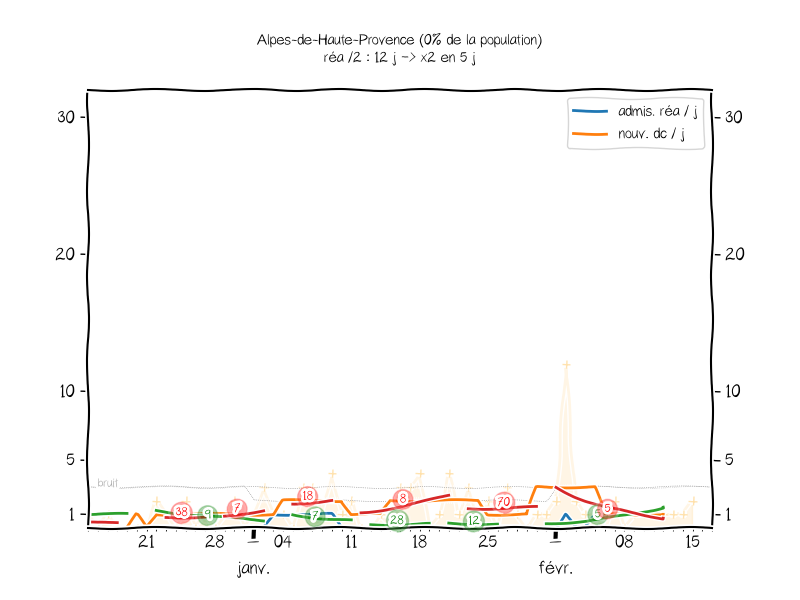 Alpes-de-Haute-Provence (0% de la population)
réa /2 : 12 j -> x2 en 5 j
admis. réa / j
nouv. dc / j
30 30
20 20
10 10
5 5
bruit
1 1
38 9 7 18 7 8 28 70 12 5 5
21 28 04 11 18 25 08 15
janv. févr.